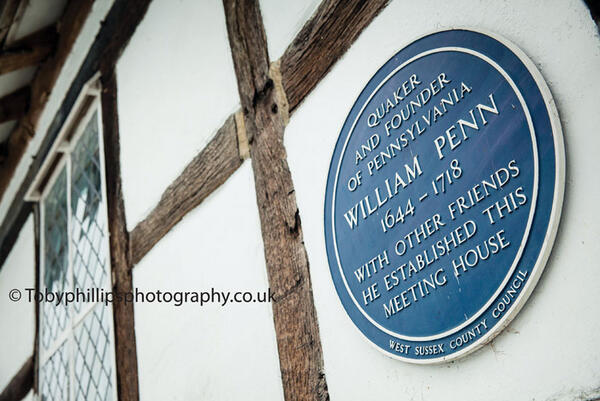 QUAKER
AND FOUNDER
OF PENNSYLVANIA
WILLIAM PENN
1644 – 1718
WITH OTHER FRIENDS
HE ESTABLISHED THIS
MEETING HOUSE
WEST SUSSEX COUNTY COUNCIL
© Tobyphillipsphotography.co.uk